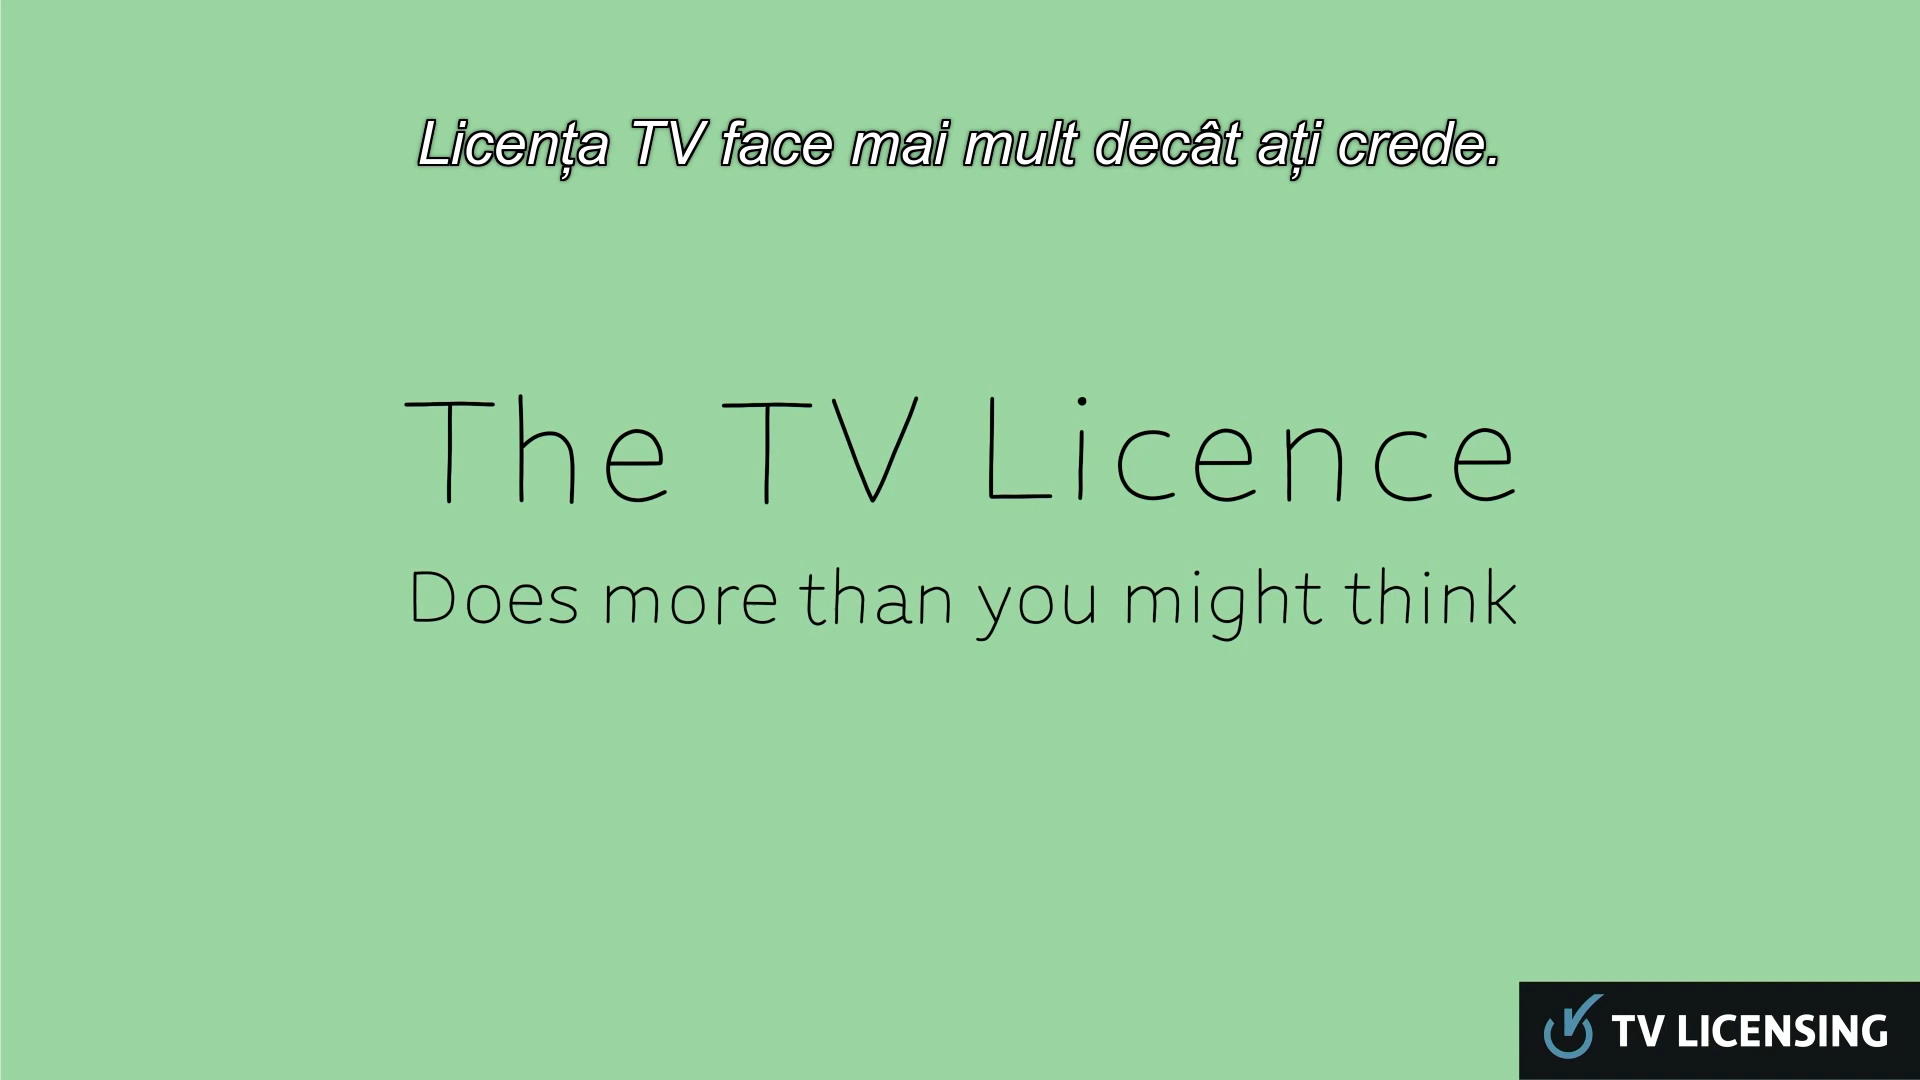 Licența TV face mai mult decât ați crede.
The TV Licence
Does more than you might think
TV LICENSING